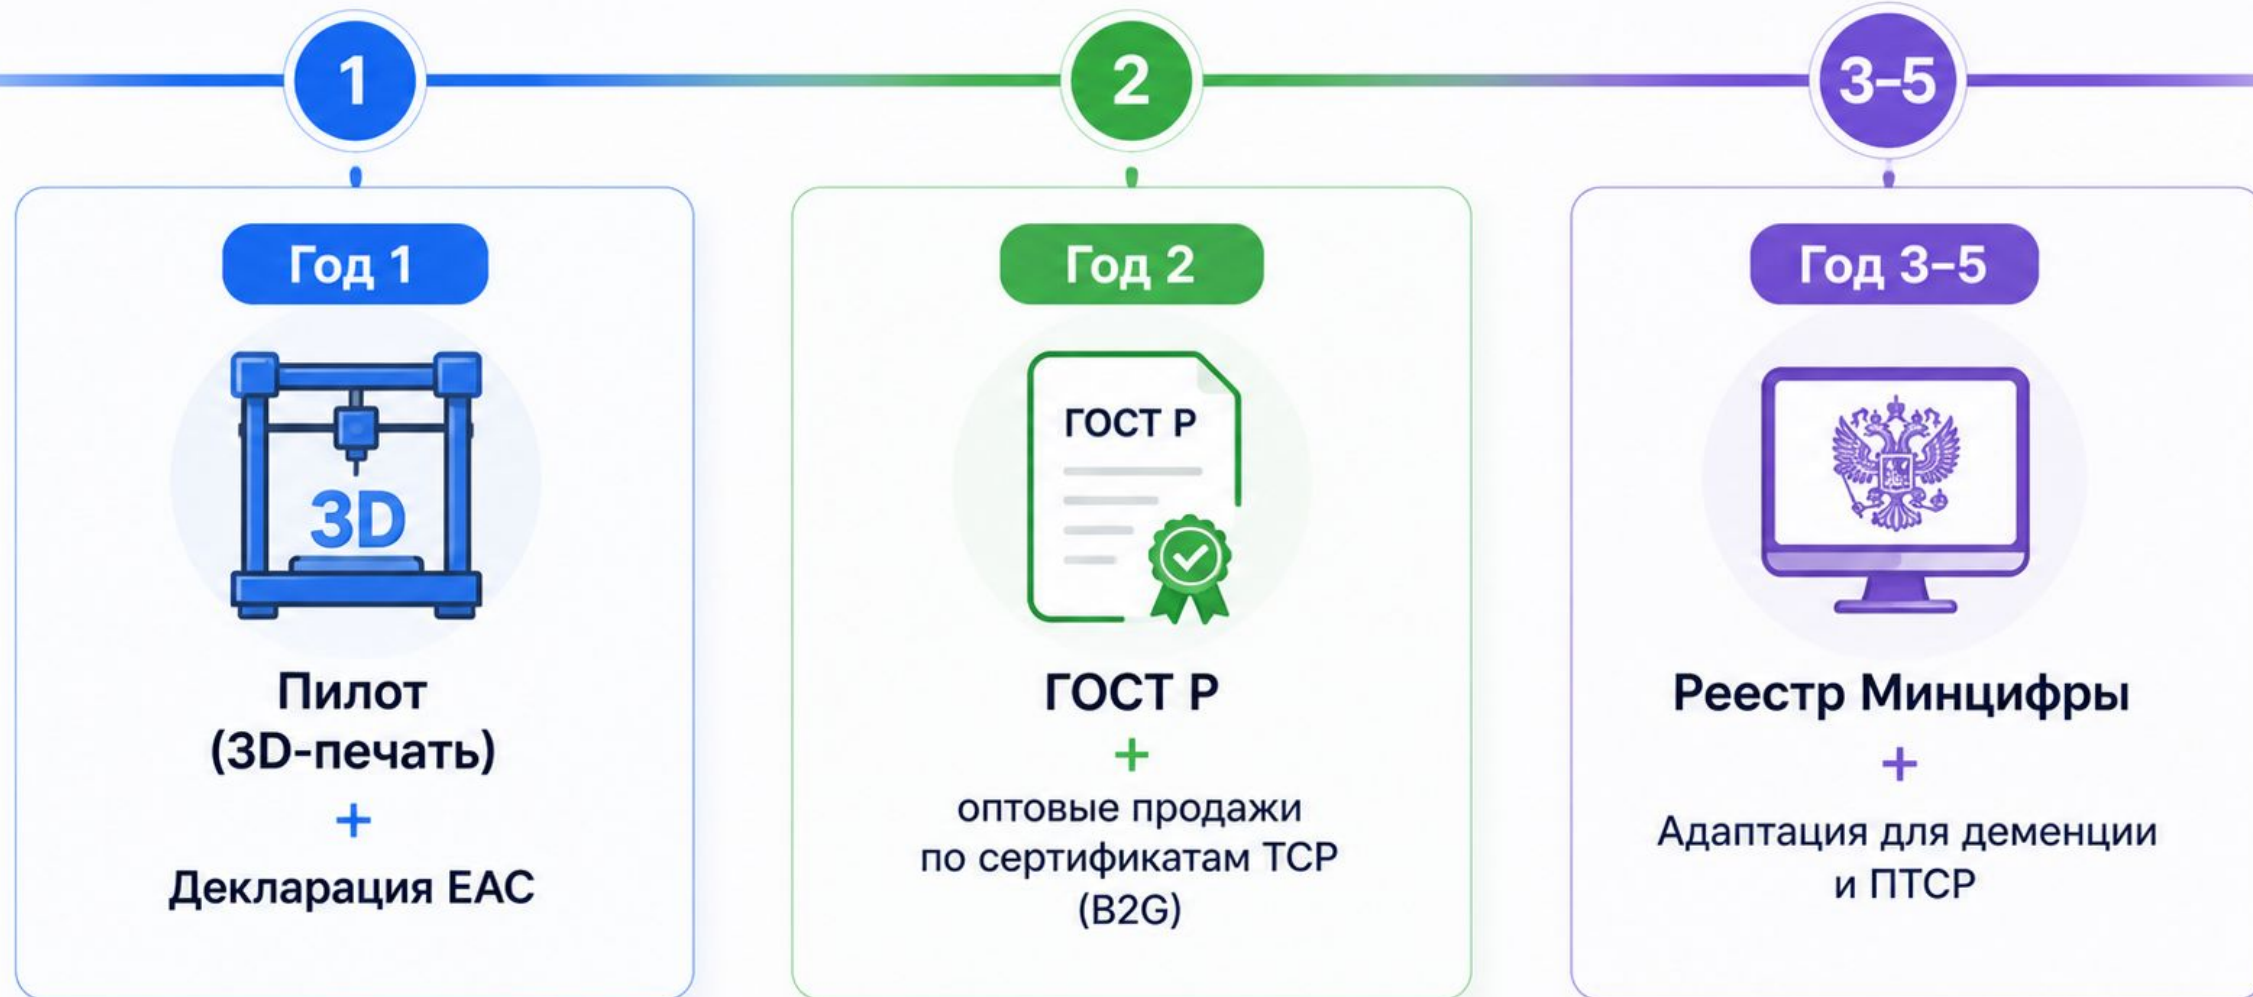 1
2
3–5
Год 1
3D
Пилот
(3D-печать)
+
Декларация ЕАС
Год 2
ГОСТ Р
ГОСТ Р
+
оптовые продажи
по сертификатам ТСР
(B2G)
Год 3–5
Реестр Минцифры
+
Адаптация для деменции
и ПТСР